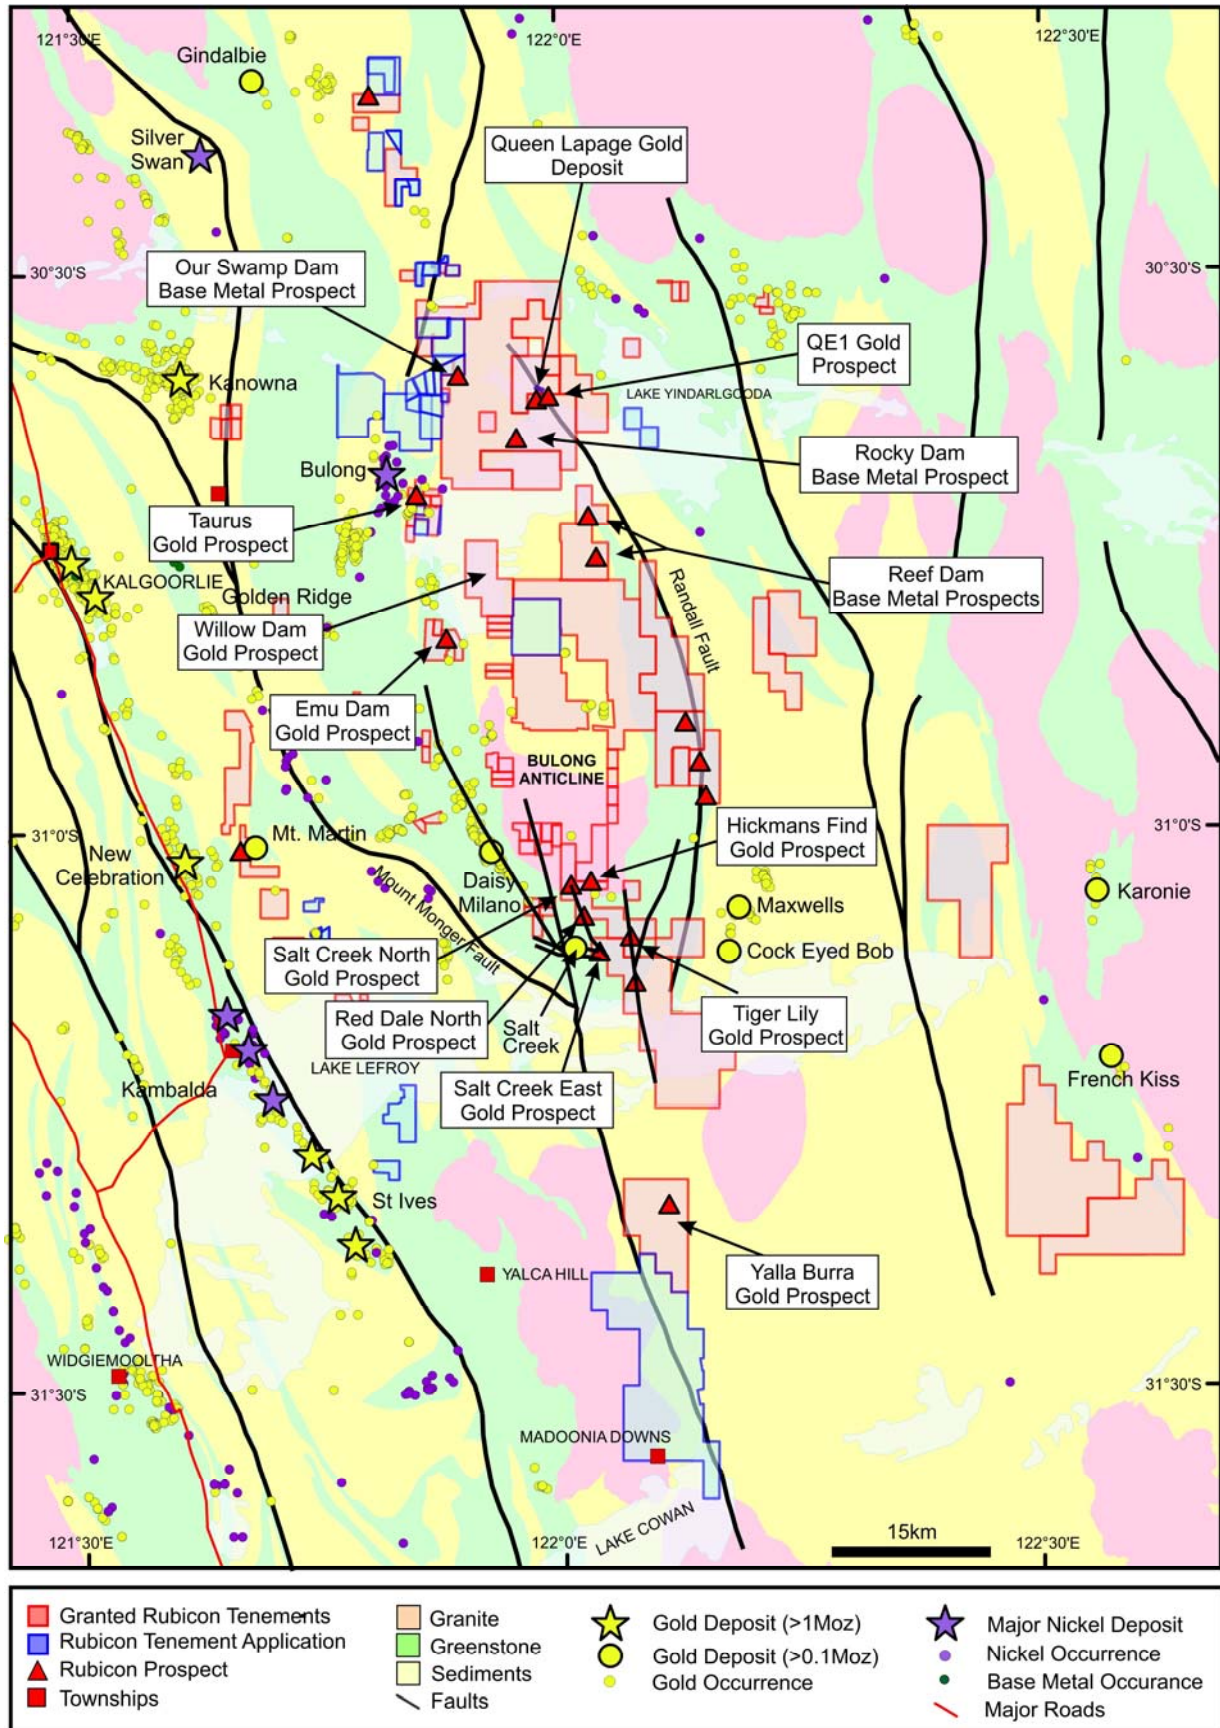 121°30'E
122°0'E
122°30'E
Gindalbie
Silver
Swan
Queen Lapage Gold
Deposit
Our Swamp Dam
Base Metal Prospect
30°30'S
30°30'S
QE1 Gold
Prospect
Kanowna
LAKE YINDARLGOODA
Rocky Dam
Base Metal Prospect
Bulong
Taurus
Gold Prospect
KALGOORLIE
Golden Ridge
Reef Dam
Base Metal Prospects
Randall Fault
Willow Dam
Gold Prospect
Emu Dam
Gold Prospect
BULONG
ANTICLINE
31°0'S
31°0'S
Mt. Martin
New
Celebration
Hickmans Find
Gold Prospect
Daisy
Milano
Mount Monger Fault
Karonie
Maxwells
Cock Eyed Bob
Salt Creek North
Gold Prospect
Red Dale North
Gold Prospect
Salt
Creek
Tiger Lily
Gold Prospect
LAKE LEFROY
Kambalda
Salt Creek East
Gold Prospect
French Kiss
St Ives
YALCA HILL
Yalla Burra
Gold Prospect
WIDGIEMOOLTHA
31°30'S
31°30'S
MADOONIA DOWNS
LAKE COWAN
15km
121°30'E
122°0'E
122°30'E
Granted Rubicon Tenements
Rubicon Tenement Application
Rubicon Prospect
Townships
Granite
Greenstone
Sediments
Faults
Gold Deposit (>1Moz)
Gold Deposit (>0.1Moz)
Gold Occurrence
Major Nickel Deposit
Nickel Occurrence
Base Metal Occurance
Major Roads